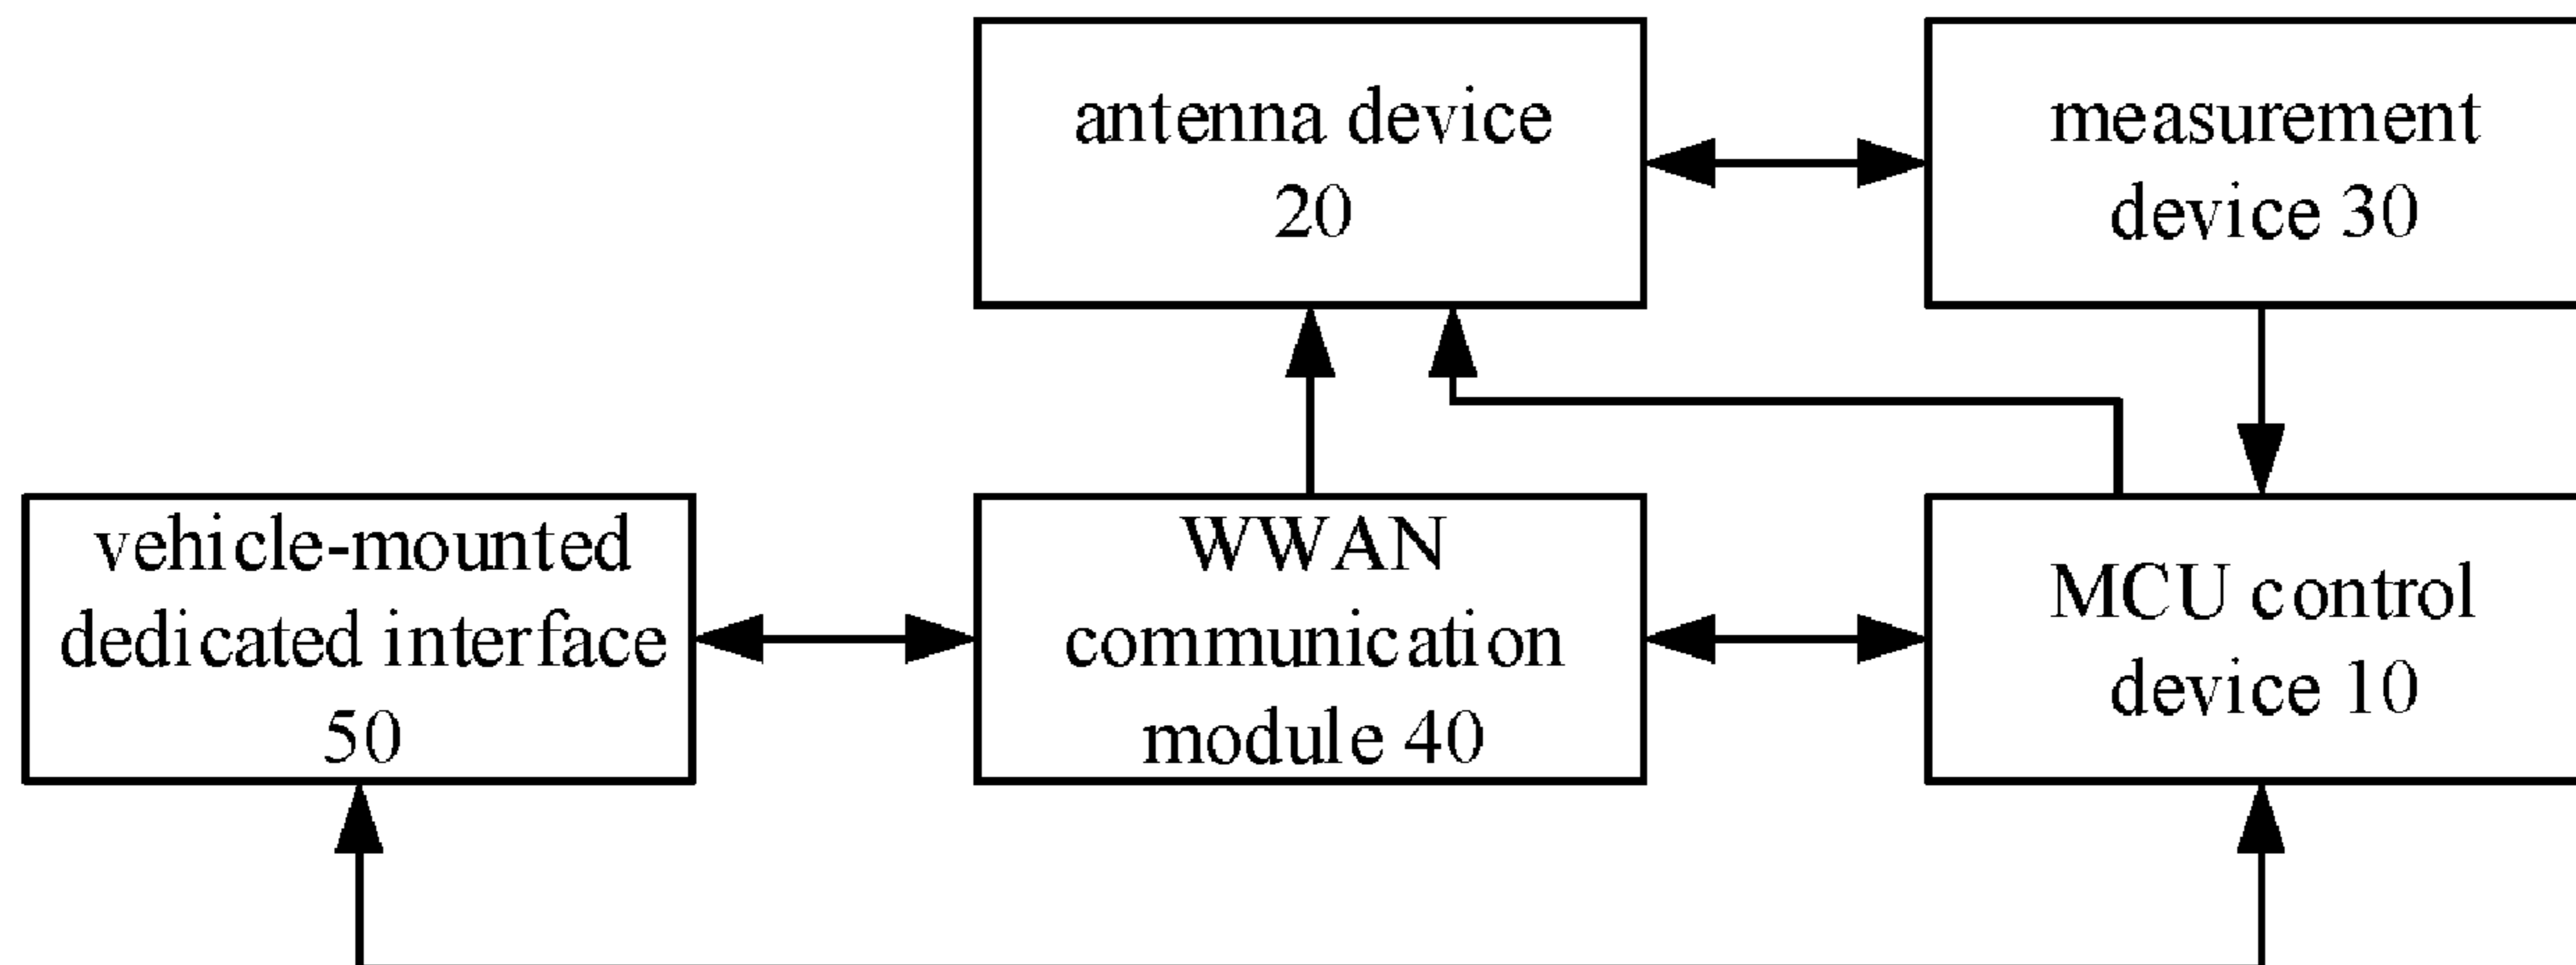 antenna device
20
measurement
device 30
vehicle-mounted
dedicated interface
50
WWAN
communication
module 40
MCU control
device 10